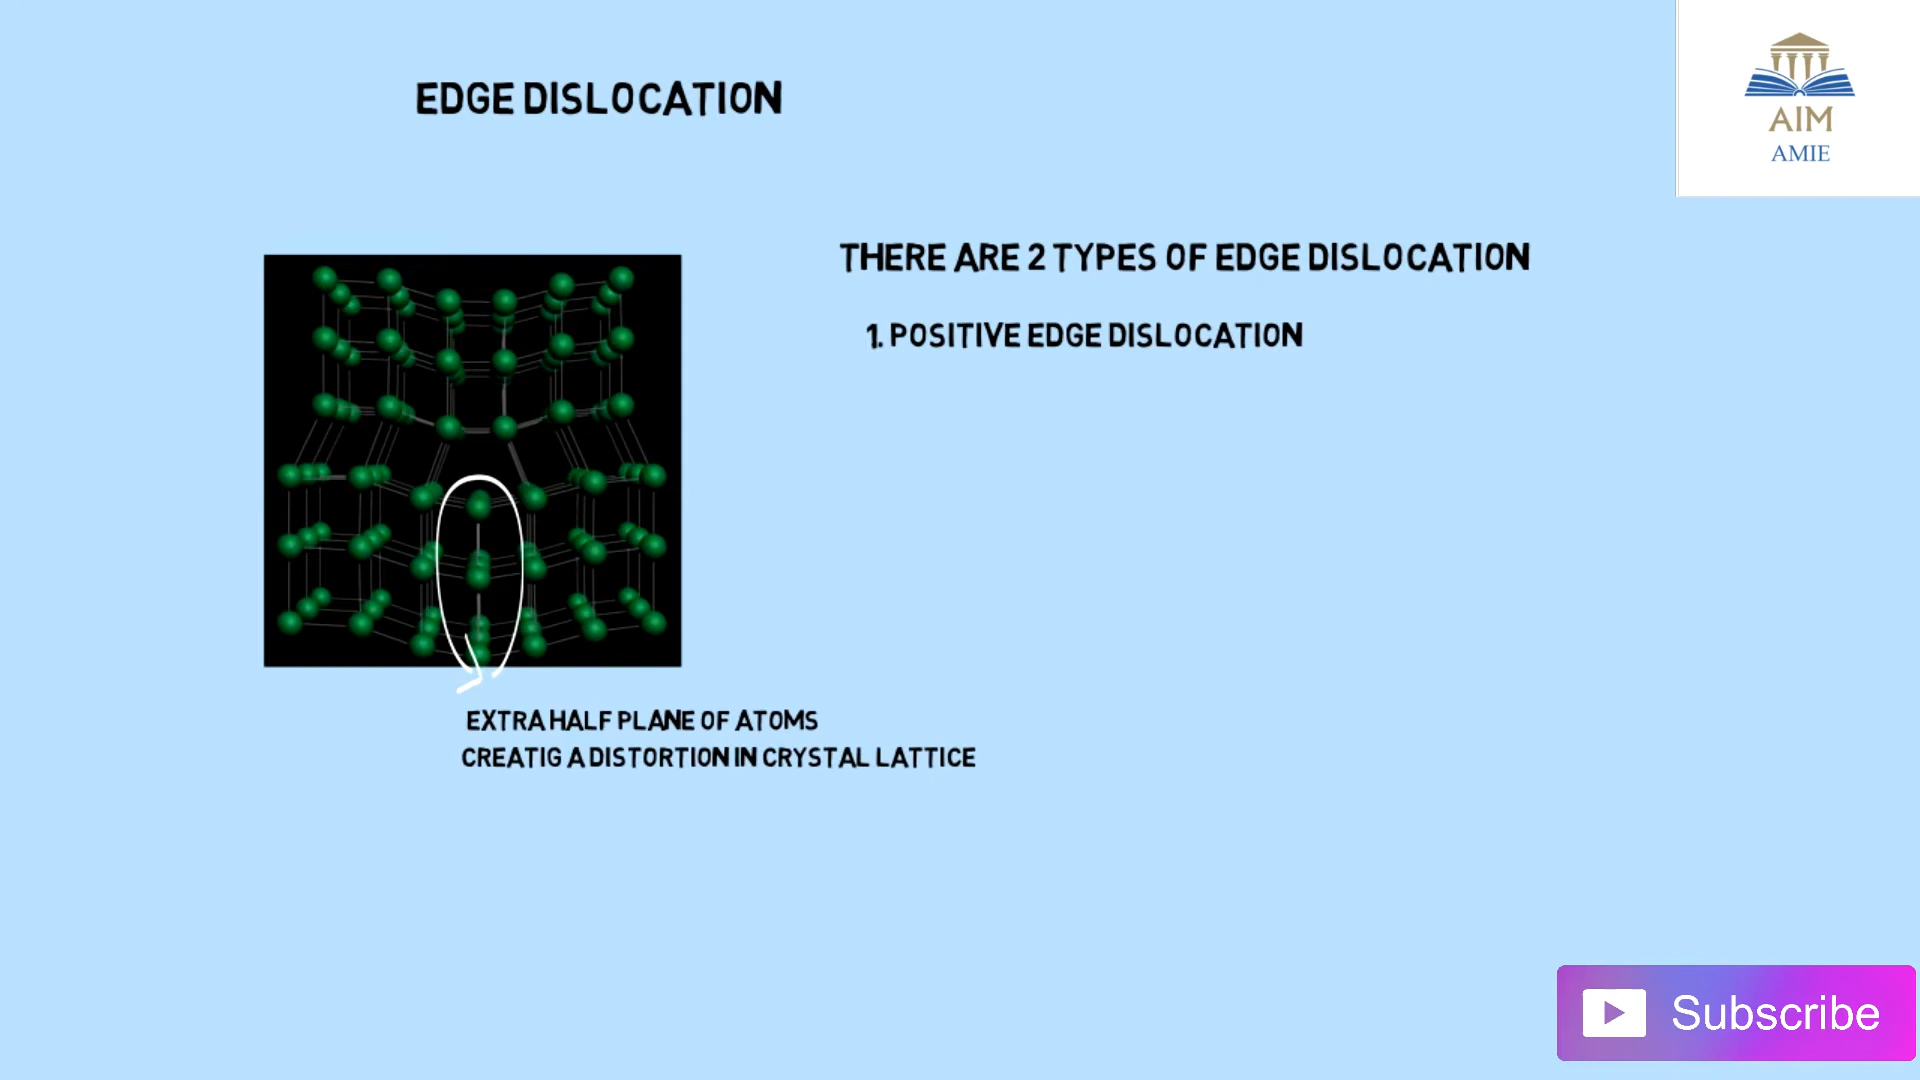 EDGE DISLOCATION
AIM
AMIE
THERE ARE 2 TYPES OF EDGE DISLOCATION
1. POSITIVE EDGE DISLOCATION
EXTRA HALF PLANE OF ATOMS
CREATIG A DISTORTION IN CRYSTAL LATTICE
Subscribe